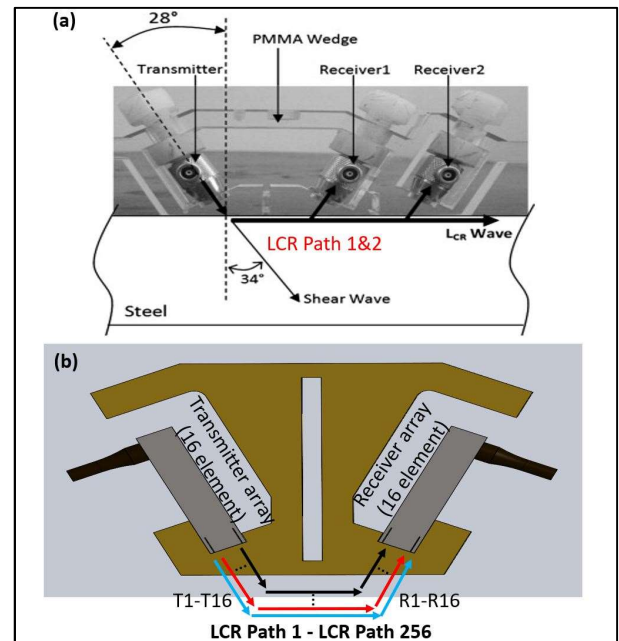 (a)
28°
PMMA Wedge
Transmitter
Receiver1
Receiver2
LCR Path 1&2
LCR Wave
34°
Shear Wave
Steel
(b)
Transmitter array
(16 element)
Receiver array
(16 element)
T1-T16
R1-R16
LCR Path 1 - LCR Path 256